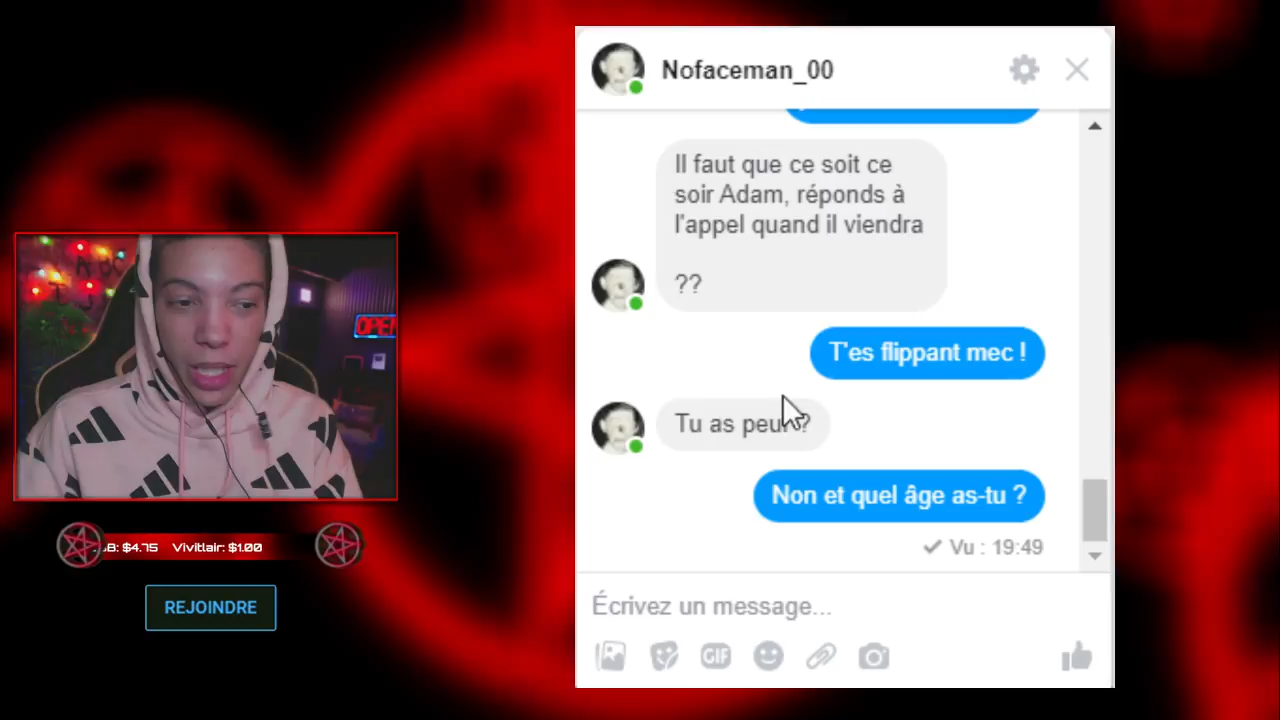 Nofaceman_00
Il faut que ce soit ce
soir Adam, réponds à
l'appel quand il viendra
??
T'es flippant mec !
Tu as peur ?
Non et quel âge as-tu ?
Vu : 19:49
Écrivez un message...
GIF
OPEN
A B C
B: $4.75 Vivitlair: $1.00
REJOINDRE